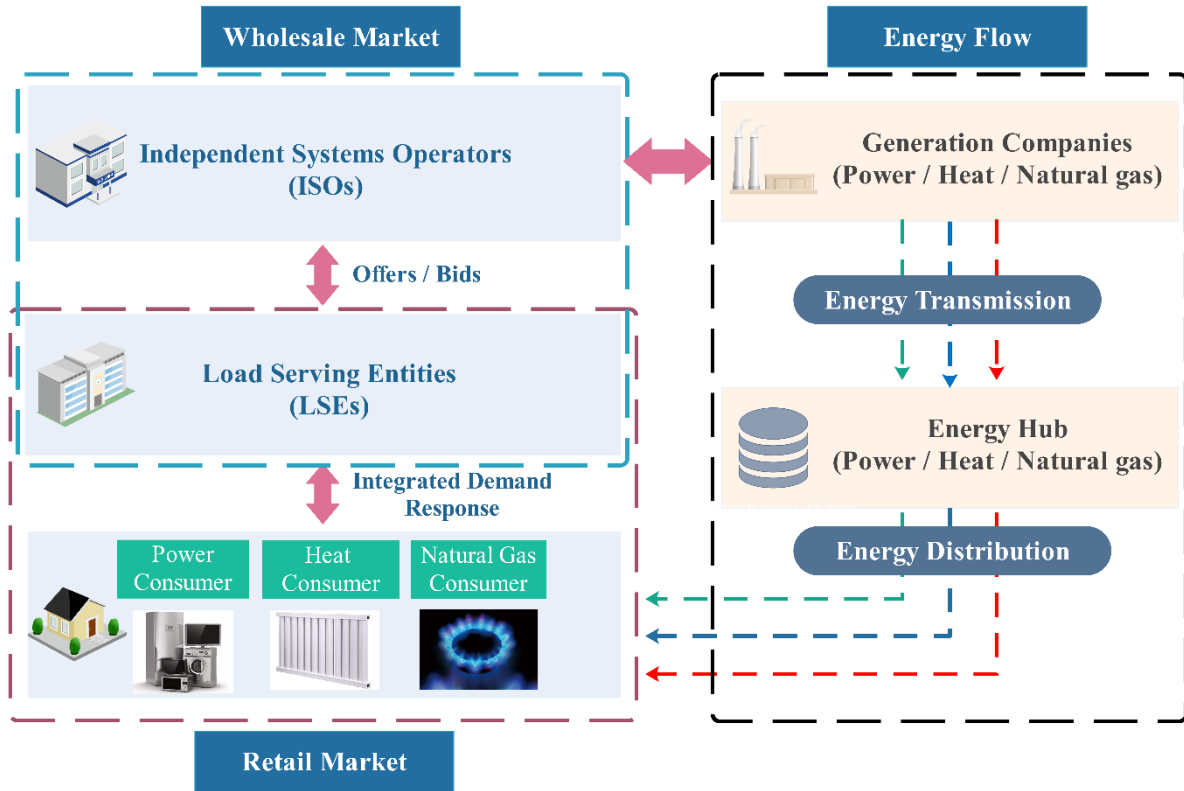 Wholesale Market
Energy Flow
Independent Systems Operators
(ISOs)
Generation Companies
(Power / Heat / Natural gas)
Offers / Bids
Energy Transmission
Load Serving Entities
(LSEs)
Energy Hub
(Power / Heat / Natural gas)
Integrated Demand
Response
Energy Distribution
Power
Consumer
Heat
Consumer
Natural Gas
Consumer
Retail Market